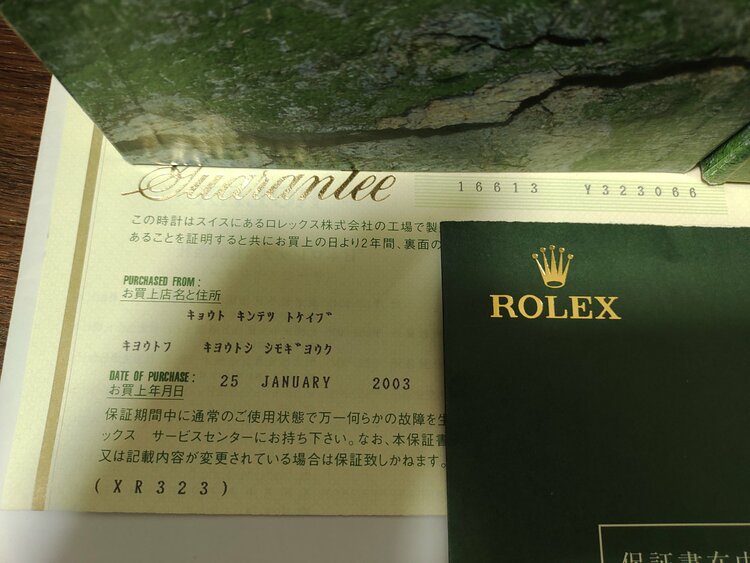 Guarantee
16613 Y323066
この時計はスイスにあるロレックス株式会社の工場で製
あることを証明すると共にお買上の日より2年間、裏面の
PURCHASED FROM:
お買上店名と住所
ｷｮｳﾄ ｷﾝﾃﾂ ﾄｹｲﾌﾞ
ｷﾖｳﾄﾌ ｷﾖｳﾄｼ ｼﾓｷﾞﾖｳｸ
DATE OF PURCHASE: 25 JANUARY 2003
お買上年月日
保証期間中に通常のご使用状態で万一何らかの故障を生
ックス サービスセンターにお持ち下さい。なお、本保証書
又は記載内容が変更されている場合は保証致しかねます。
(XR323)
ROLEX
保証書在中